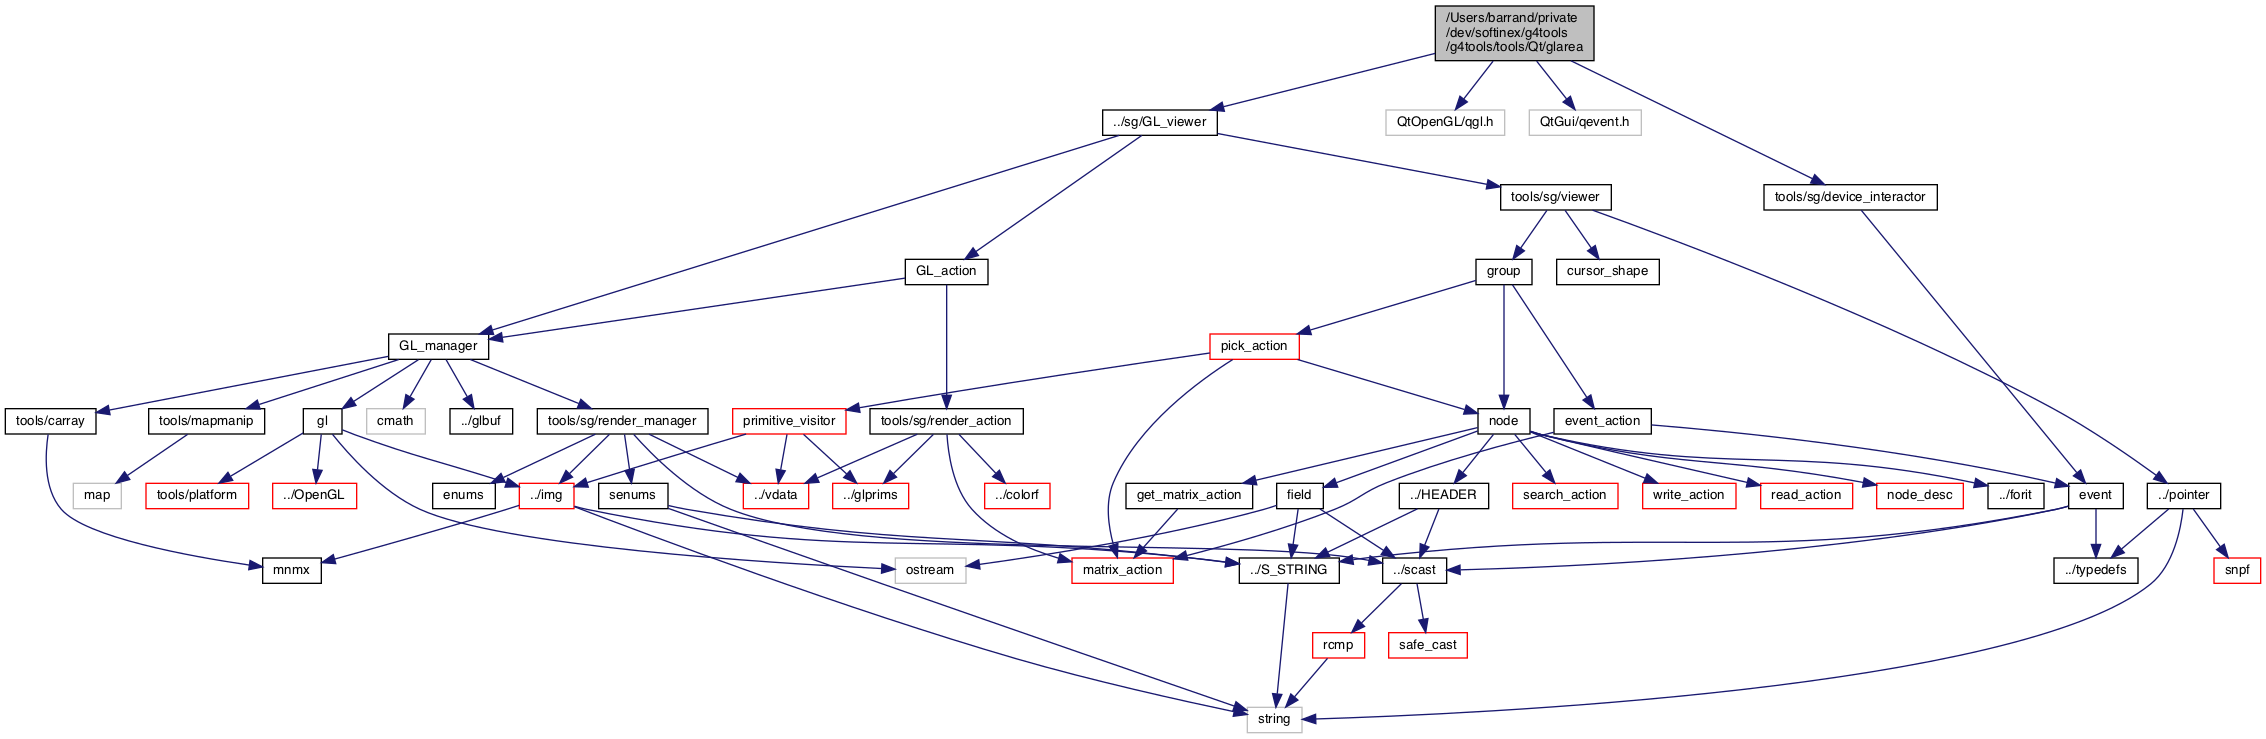 /Users/barrand/private
/dev/softinex/g4tools
/g4tools/tools/Qt/glarea
../sg/GL_viewer
QtOpenGL/qgl.h
QtGui/qevent.h
tools/sg/viewer
tools/sg/device_interactor
GL_action
group
cursor_shape
GL_manager
pick_action
tools/carray
tools/mapmanip
gl
cmath
../glbuf
tools/sg/render_manager
primitive_visitor
tools/sg/render_action
node
event_action
map
tools/platform
../OpenGL
enums
../img
senums
../vdata
../glprims
../colorf
get_matrix_action
field
../HEADER
search_action
write_action
read_action
node_desc
../forit
event
../pointer
mnmx
ostream
matrix_action
../S_STRING
../scast
../typedefs
snpf
rcmp
safe_cast
string